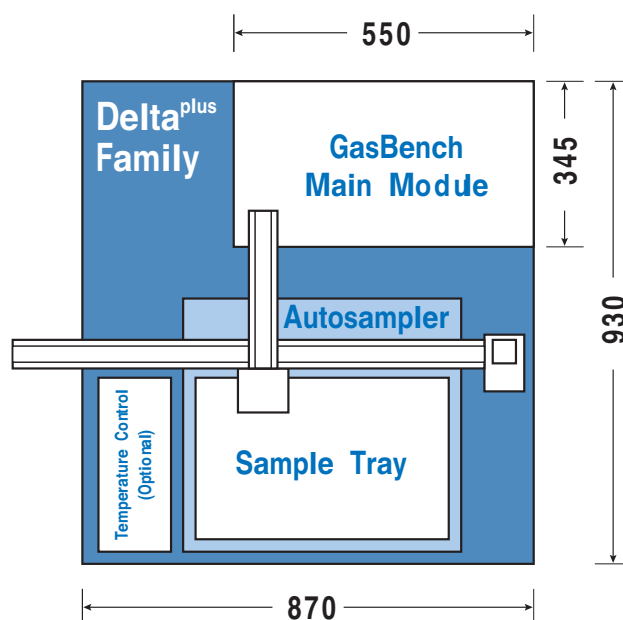 550
Delta plus
Family
GasBench
Main Module
345
930
Autosampler
Temperature Control
(Optional)
Sample Tray
870